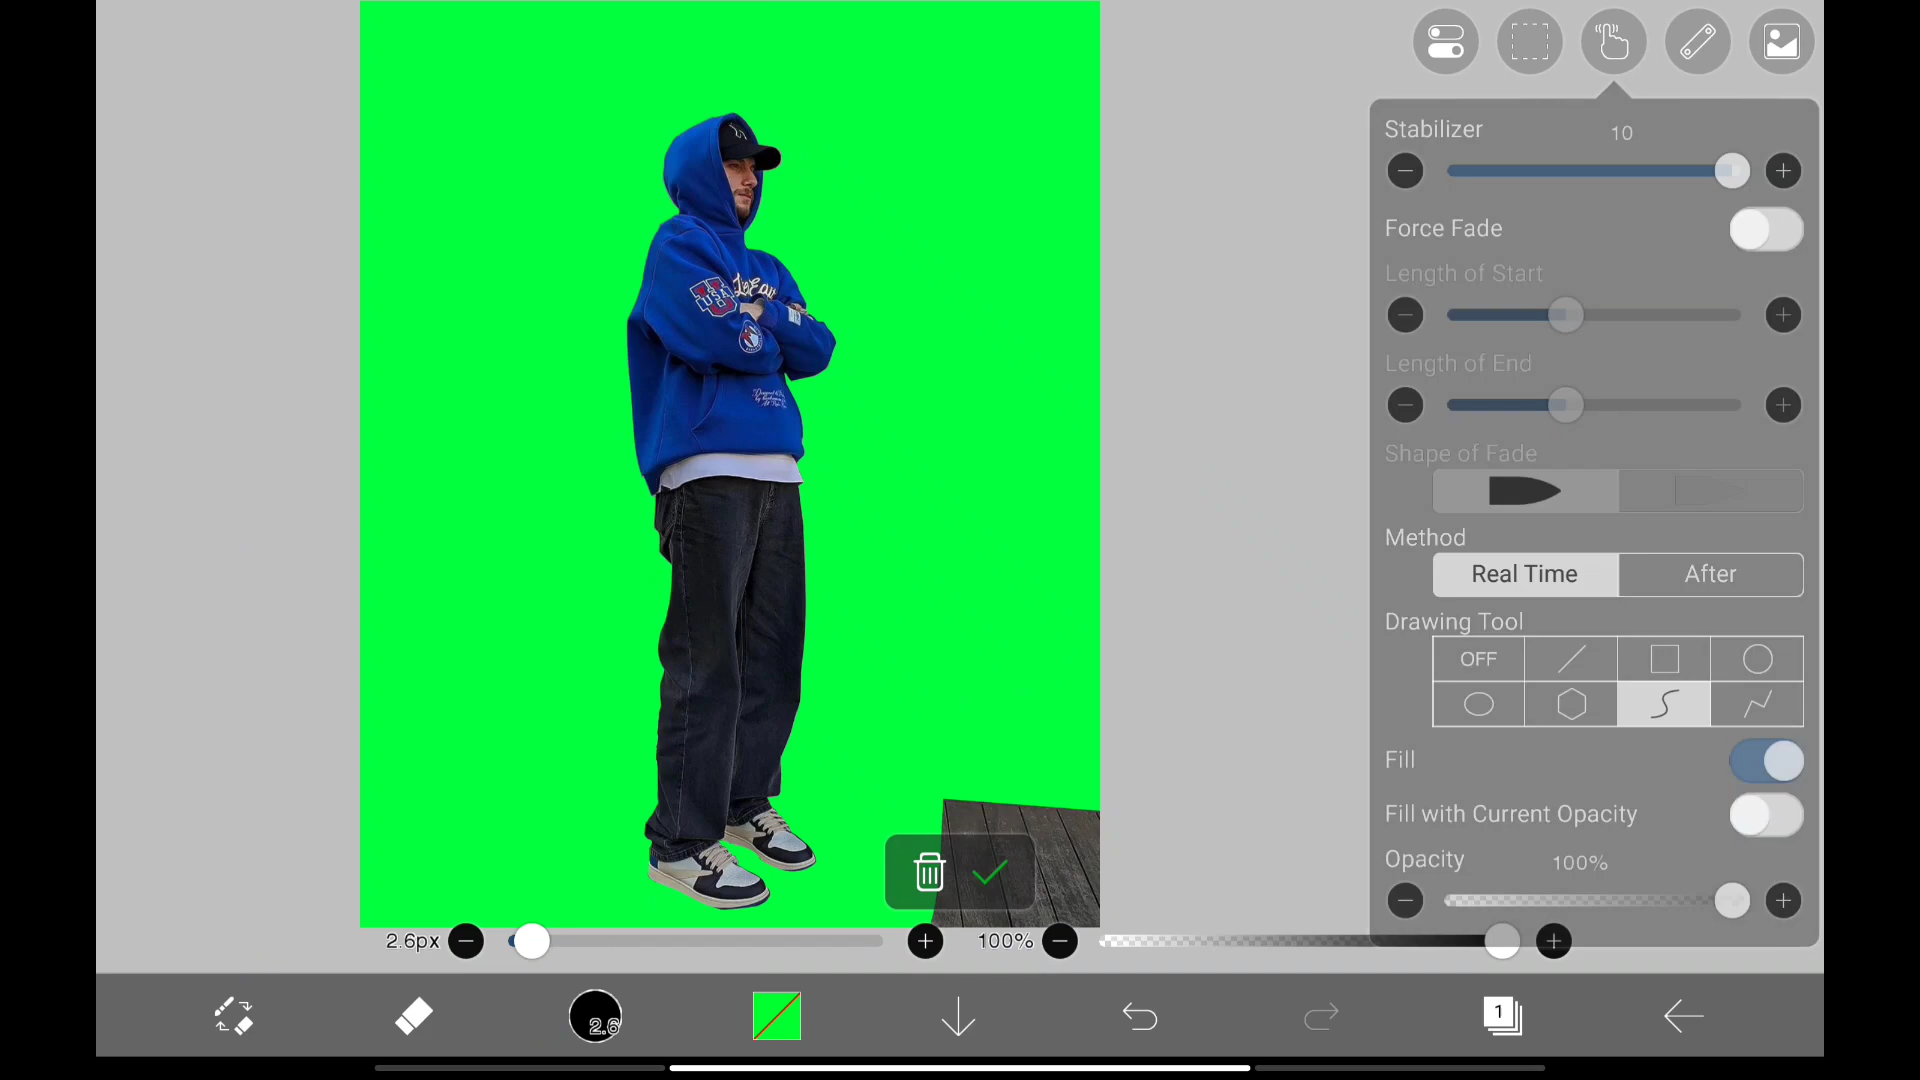 Stabilizer 10
Force Fade
Length of Start
Length of End
Shape of Fade
Method
Real Time After
Drawing Tool
OFF
Fill
Fill with Current Opacity
Opacity 100%
2.6px 100%
2.6
1
USA